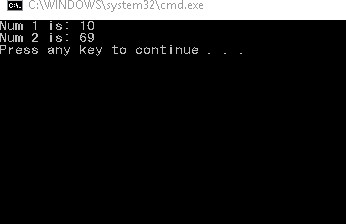 C:\WINDOWS\system32\cmd.exe
Num 1 is: 10
Num 2 is: 69
Press any key to continue . . .